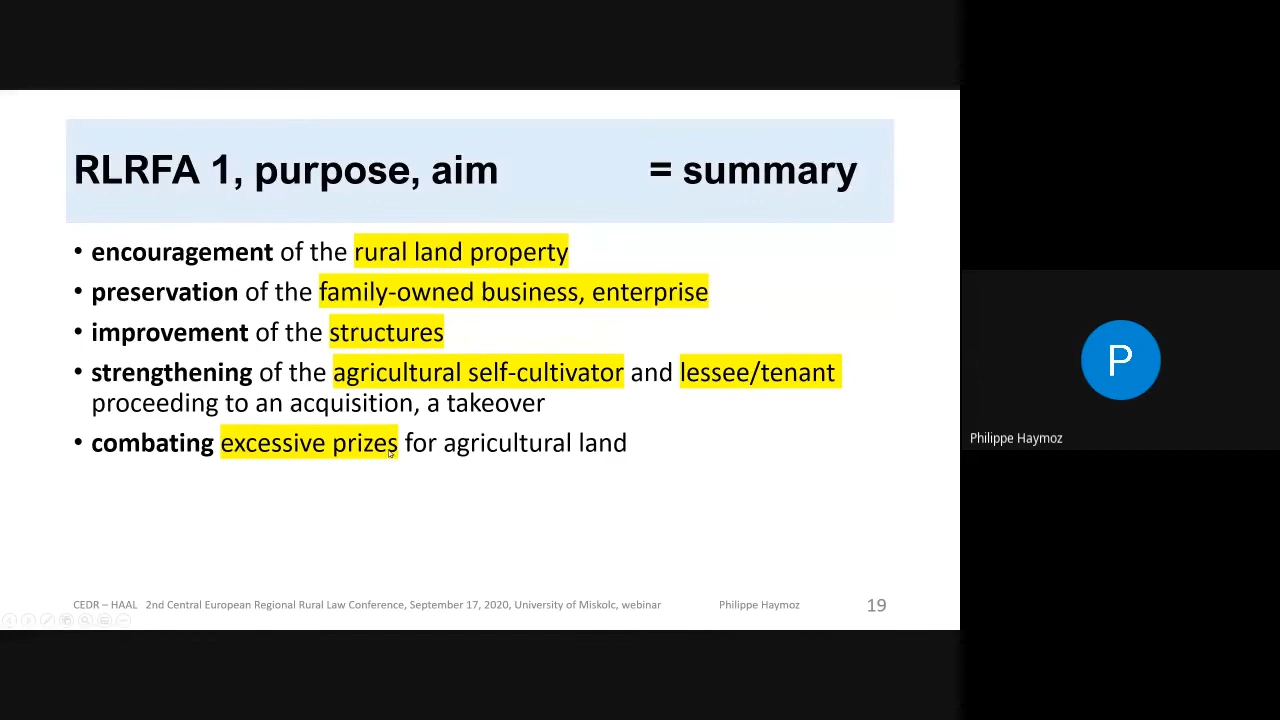 RLRFA 1, purpose, aim = summary
• encouragement of the rural land property
• preservation of the family-owned business, enterprise
• improvement of the structures
• strengthening of the agricultural self-cultivator and lessee/tenant
proceeding to an acquisition, a takeover
• combating excessive prizes for agricultural land
CEDR – HAAL 2nd Central European Regional Rural Law Conference, September 17, 2020, University of Miskolc, webinar Philippe Haymoz 19
P
Philippe Haymoz